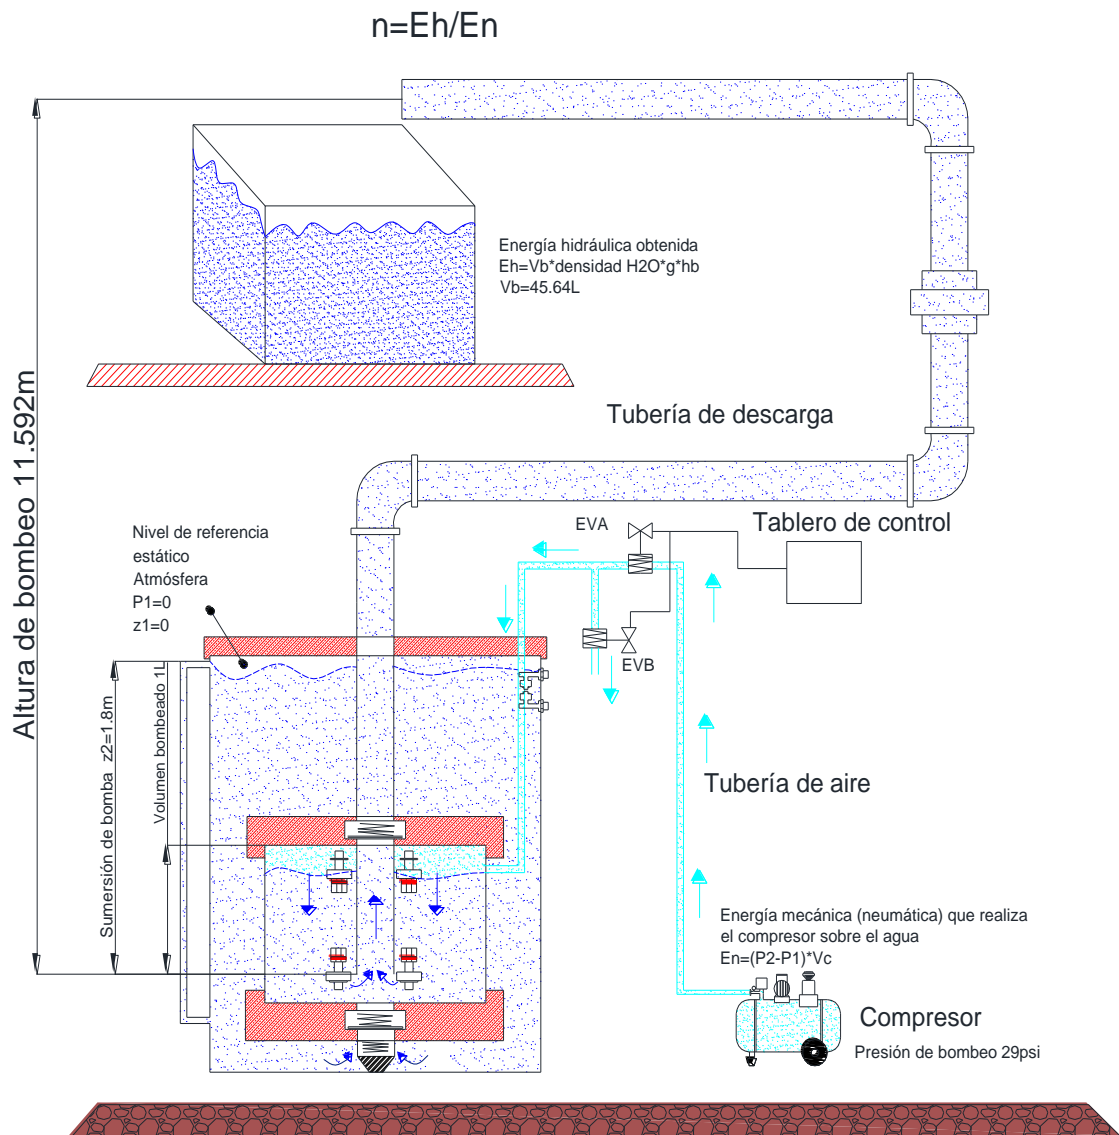 n=Eh/En
Energía hidráulica obtenida
Eh=Vb*densidad H2O*g*hb
Vb=45.64L
Altura de bombeo 11.592m
Tubería de descarga
Nivel de referencia
estático
Atmósfera
P1=0
z1=0
EVA
Tablero de control
EVB
Sumersión de bomba  z2=1.8m
Volumen bombeado 1L
Tubería de aire
Energía mecánica (neumática) que realiza
el compresor sobre el agua
En=(P2-P1)*Vc
Compresor
Presión de bombeo 29psi